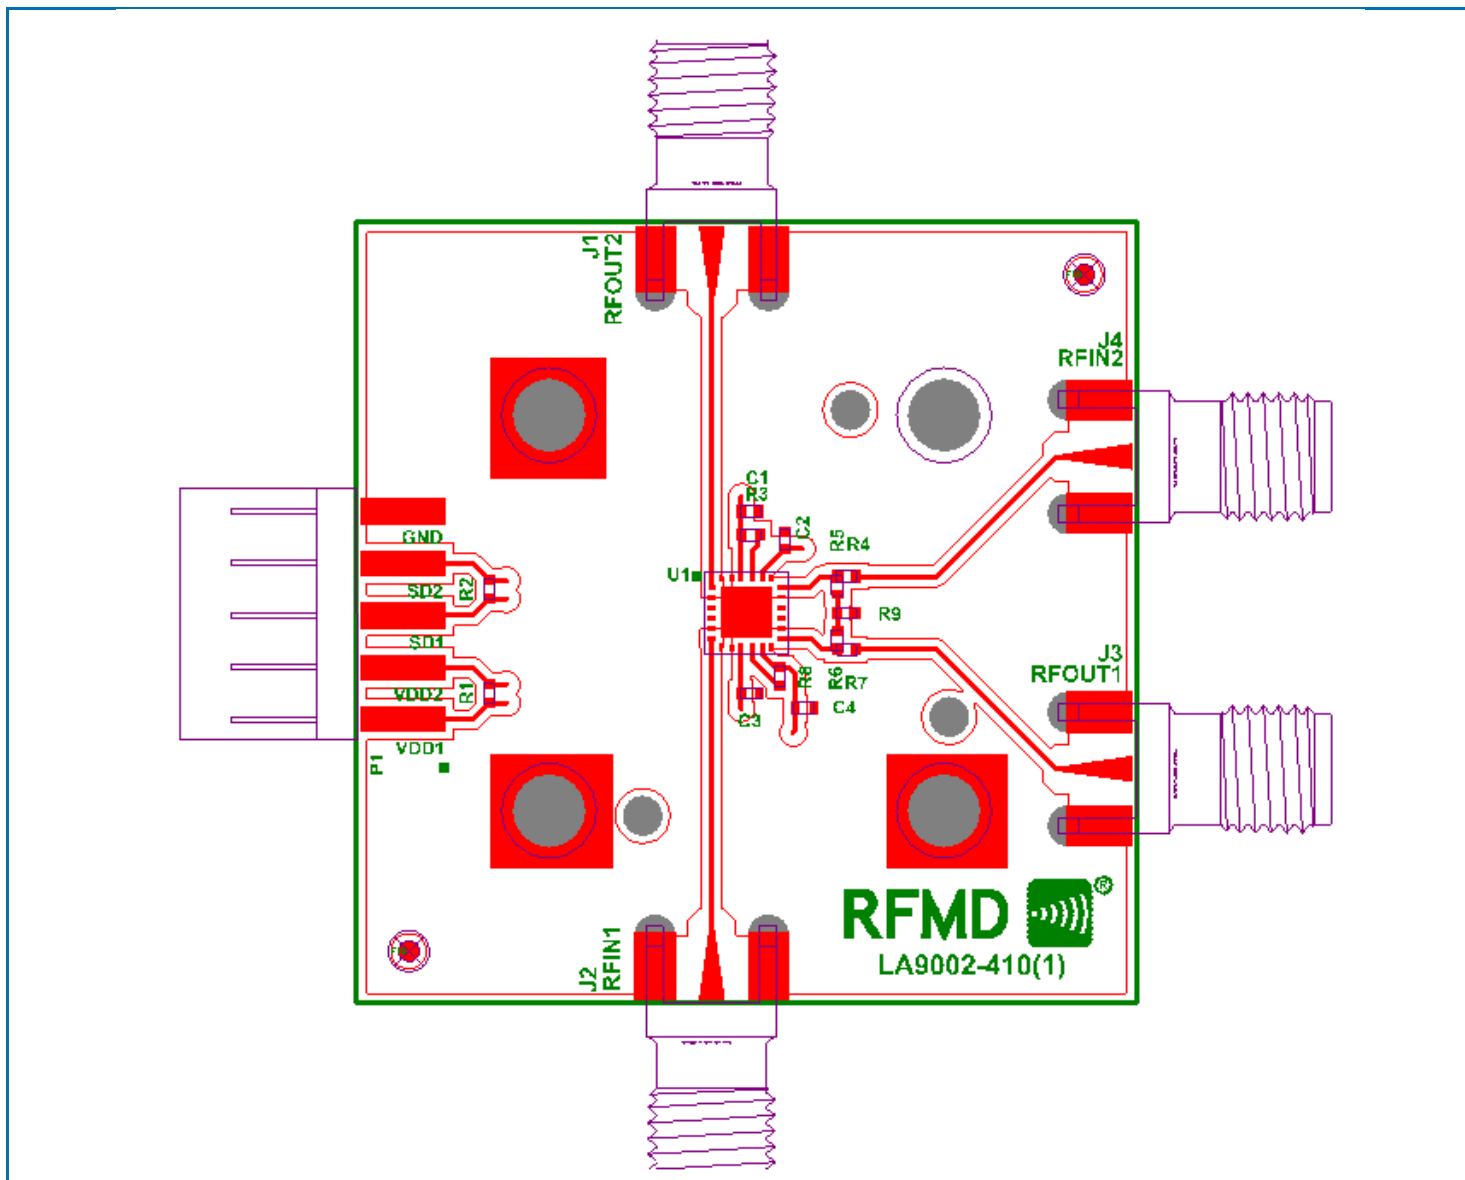 J1
RFOUT2
J4
RFIN2
C1
R3
C2
R5
R4
GND
SD2
R2
U1
SD1
R9
VDD2
R1
VDD1
P1
R8
R6
R7
C3
C4
J3
RFOUT1
RFMD ®
LA9002-410(1)
J2
RFIN1